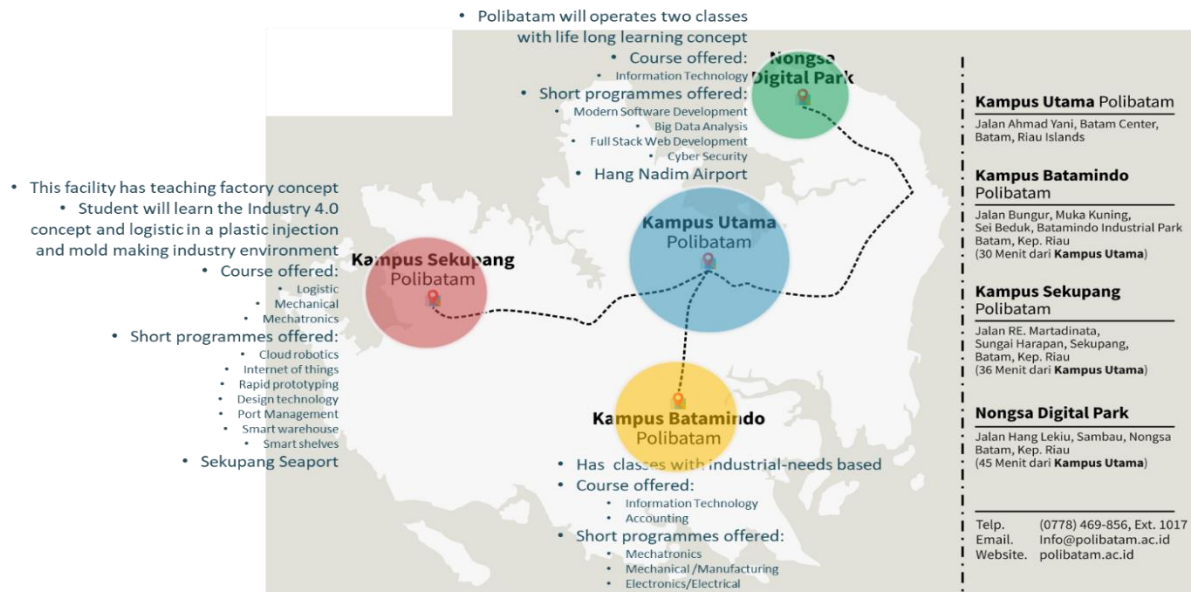 • Polibatam will operates two classes
with life long learning concept
• Course offered:
• Information Technology
• Short programmes offered:
• Modern Software Development
• Big Data Analysis
• Full Stack Web Development
• Cyber Security
• Hang Nadim Airport
Nongsa
Digital Park
• This facility has teaching factory concept
• Student will learn the Industry 4.0
concept and logistic in a plastic injection
and mold making industry environment
• Course offered:
• Logistic
• Mechanical
• Mechatronics
• Short programmes offered:
• Cloud robotics
• Internet of things
• Rapid prototyping
• Design technology
• Port Management
• Smart warehouse
• Smart shelves
• Sekupang Seaport
Kampus Sekupang
Polibatam
Kampus Utama
Polibatam
Kampus Batamindo
Polibatam
• Has classes with industrial-needs based
• Course offered:
• Information Technology
• Accounting
• Short programmes offered:
• Mechatronics
• Mechanical/Manufacturing
• Electronics/Electrical
Kampus Utama Polibatam
Jalan Ahmad Yani, Batam Center,
Batam, Riau Islands
Kampus Batamindo
Polibatam
Jalan Bungur, Muka Kuning,
Sei Beduk, Batamindo Industrial Park
Batam, Kep. Riau
(30 Menit dari Kampus Utama)
Kampus Sekupang
Polibatam
Jalan RE. Martadinata,
Sungai Harapan, Sekupang,
Batam, Kep. Riau
(36 Menit dari Kampus Utama)
Nongsa Digital Park
Jalan Hang Lekiu, Sambau, Nongsa
Batam, Kep. Riau
(45 Menit dari Kampus Utama)
Telp. (0778) 469-856, Ext. 1017
Email. Info@polibatam.ac.id
Website. polibatam.ac.id